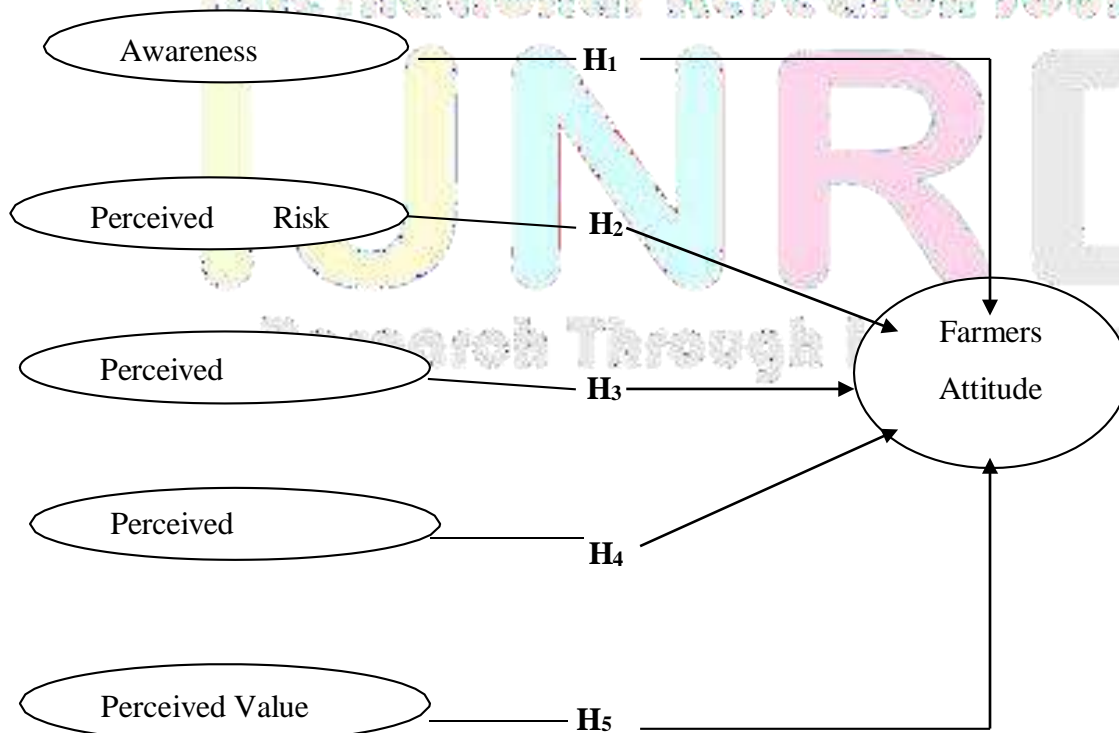 Awareness
H1
Perceived Risk
H2
Farmers
Attitude
Perceived
H3
Perceived
H4
Perceived Value
H5
IJNRD
Research Through